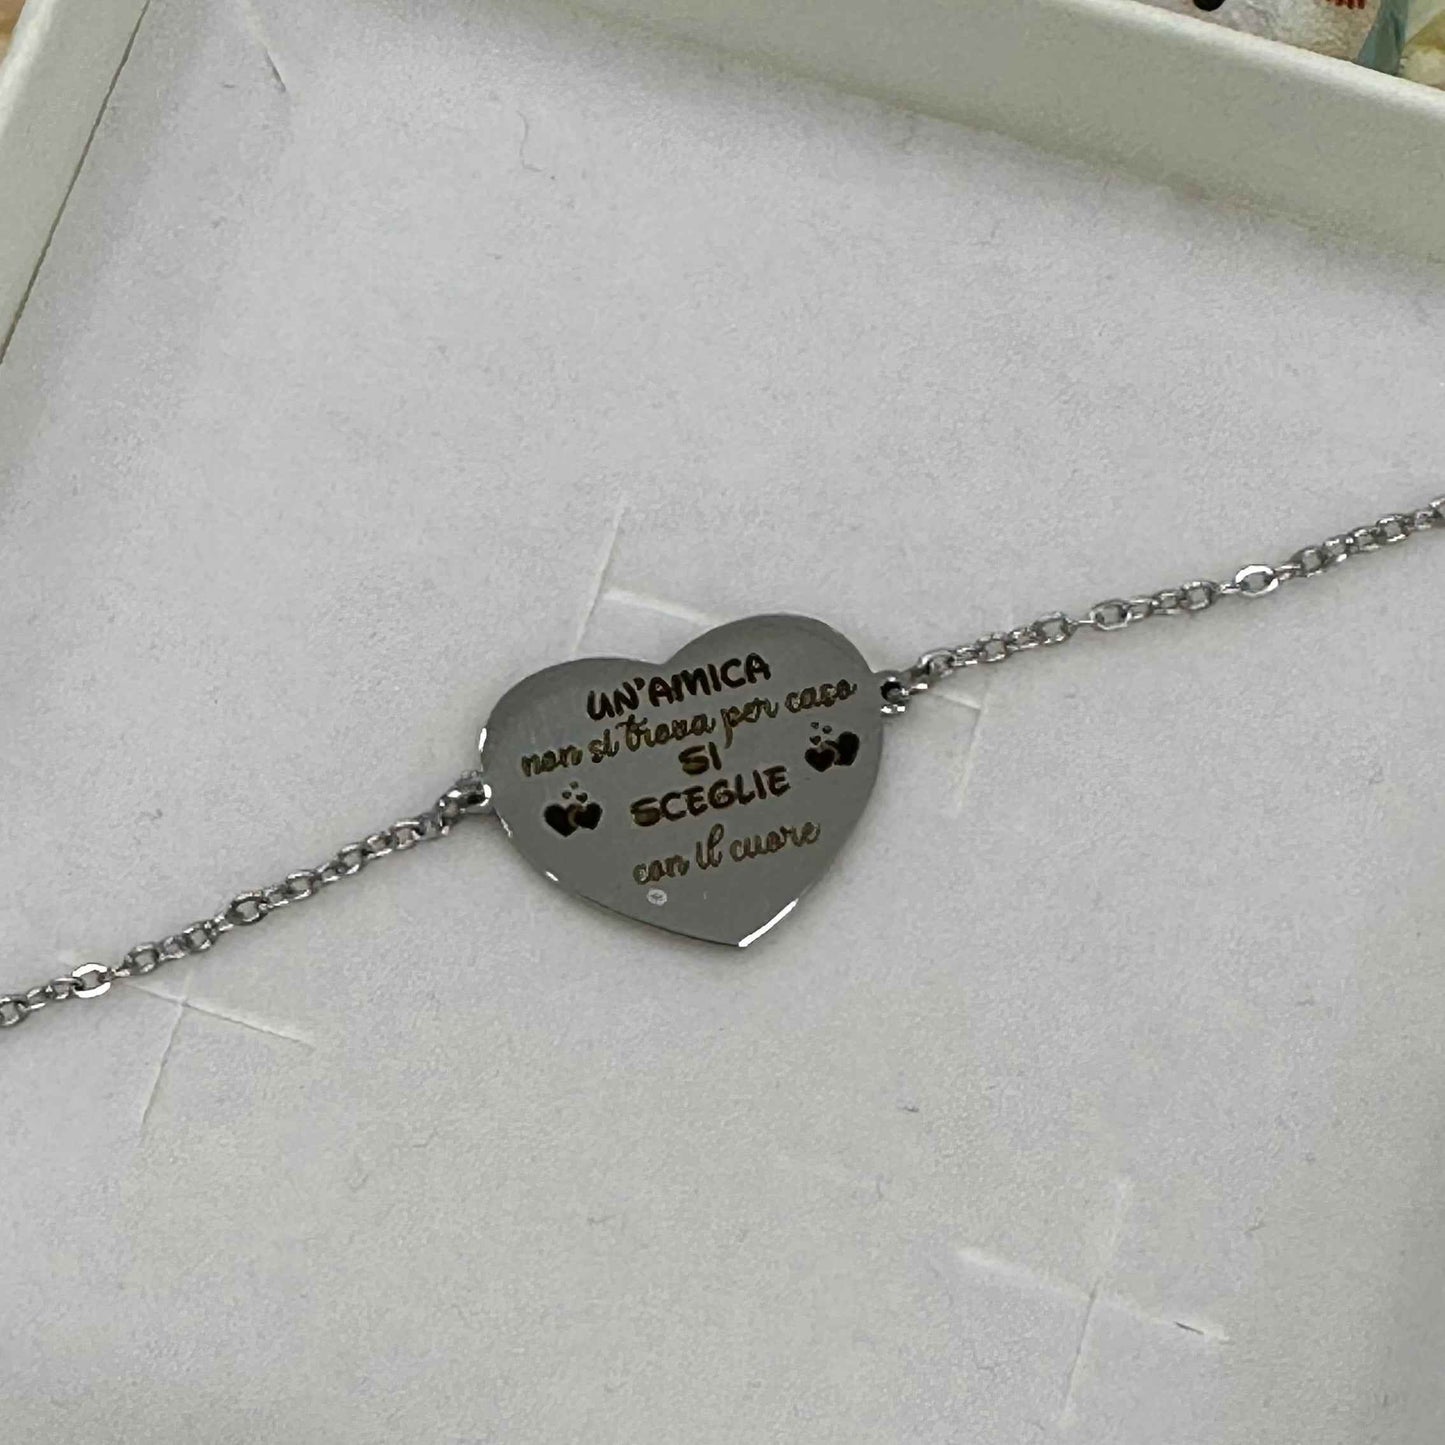 UN'AMICA
non si trova per caso
SI
SCEGLIE
con il cuore